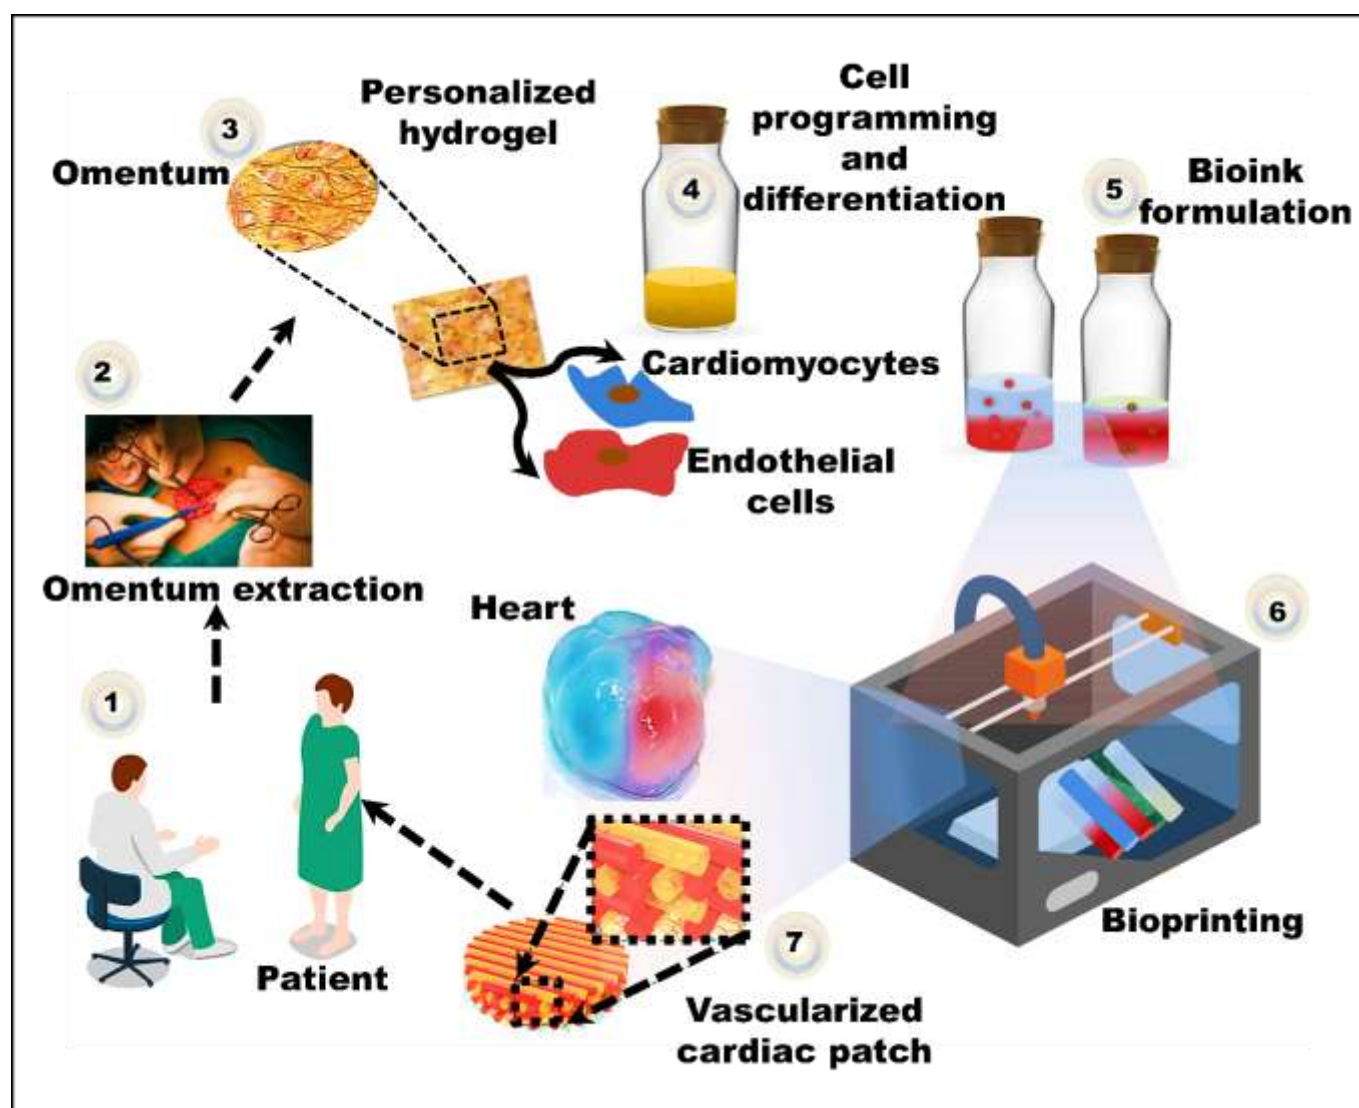 1
Patient
2
Omentum extraction
3
Omentum
Personalized
hydrogel
4
Cell
programming
and
differentiation
Cardiomyocytes
Endothelial
cells
5
Bioink
formulation
6
Bioprinting
Heart
7
Vascularized
cardiac patch